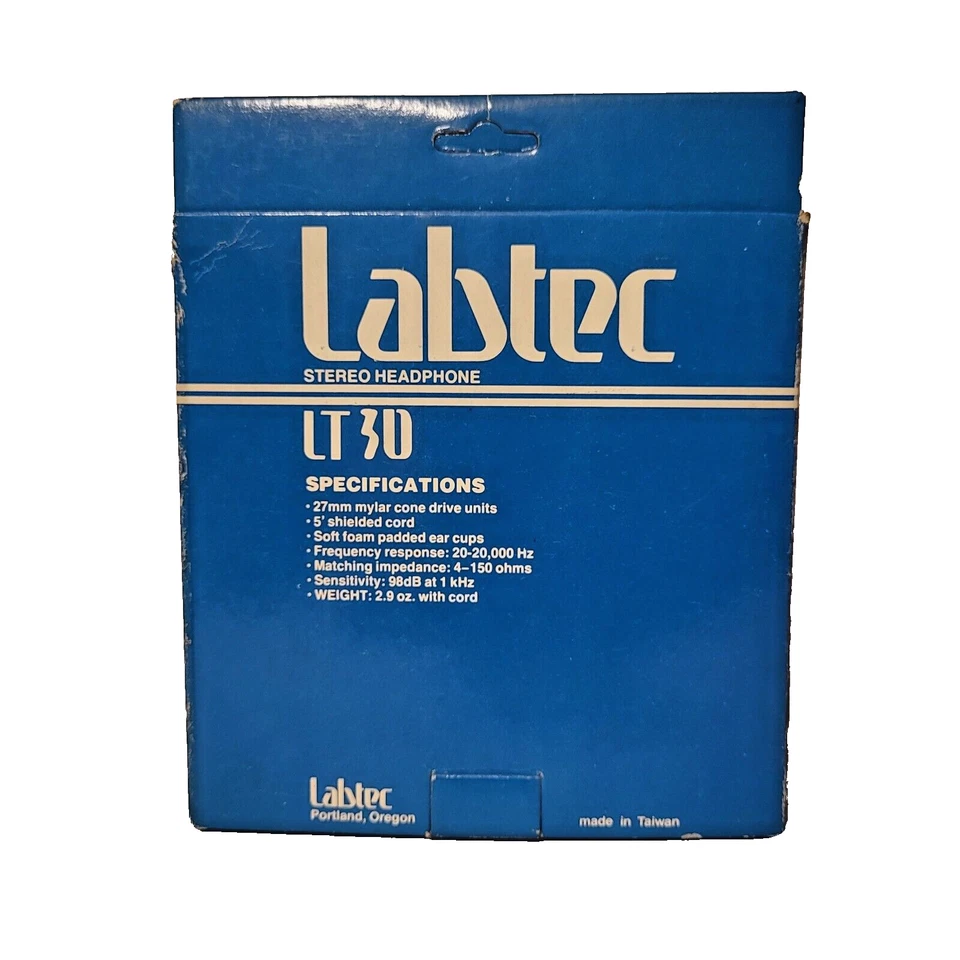 Labtec
STEREO HEADPHONE
LT 30
SPECIFICATIONS
· 27mm mylar cone drive units
· 5' shielded cord
· Soft foam padded ear cups
· Frequency response: 20-20,000 Hz
· Matching impedance: 4–150 ohms
· Sensitivity: 98dB at 1 kHz
· WEIGHT: 2.9 oz. with cord
Labtec
Portland, Oregon
made in Taiwan